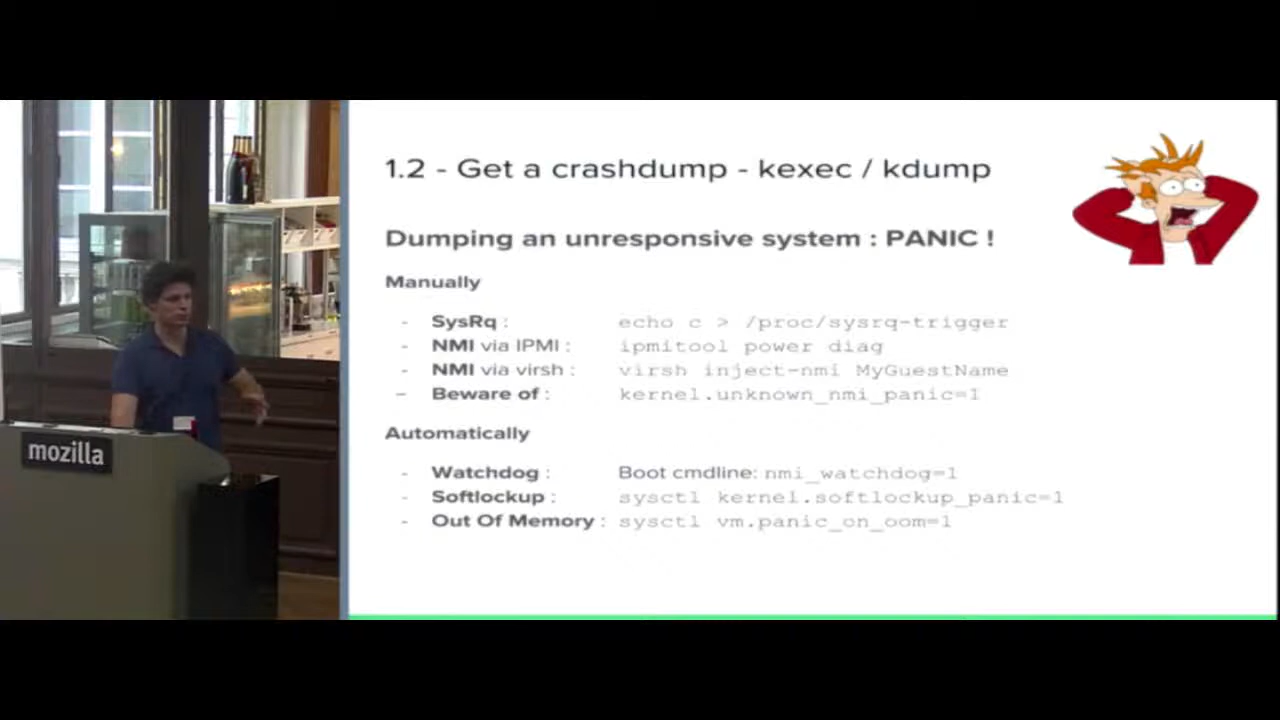 mozilla
1.2 - Get a crashdump - kexec / kdump
Dumping an unresponsive system : PANIC !
Manually
- SysRq : echo c > /proc/sysrq-trigger
- NMI via IPMI : ipmitool power diag
- NMI via virsh : virsh inject-nmi MyGuestName
- Beware of : kernel.unknown_nmi_panic=1
Automatically
- Watchdog : Boot cmdline: nmi_watchdog=1
- Softlockup : sysctl kernel.softlockup_panic=1
- Out Of Memory : sysctl vm.panic_on_oom=1